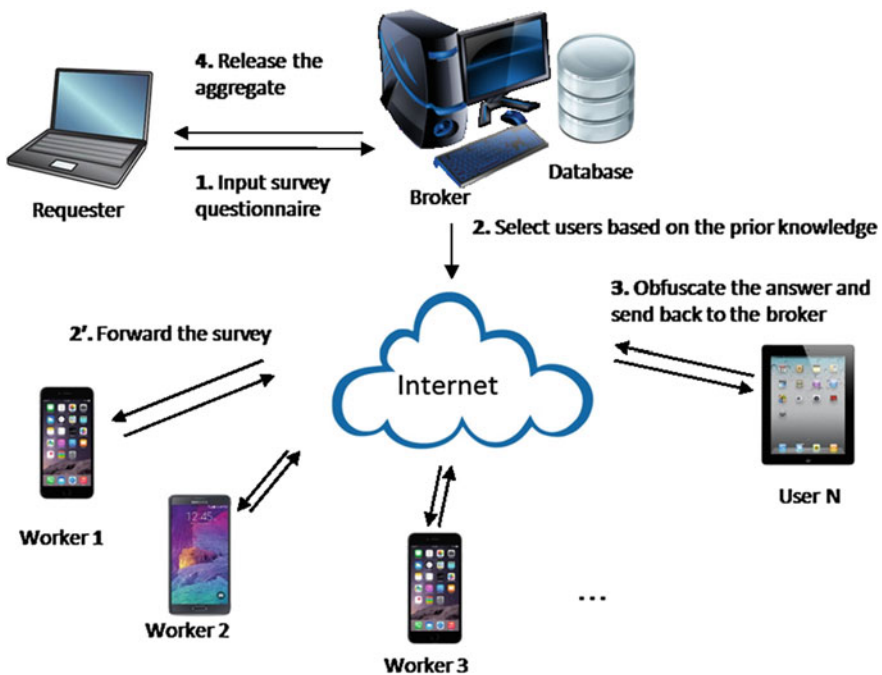 4. Release the
aggregate
Requester
1. Input survey
questionnaire
Broker
Database
2. Select users based on the prior knowledge
3. Obfuscate the answer and
send back to the broker
2'. Forward the survey
Internet
Worker 1
Worker 2
Worker 3
...
User N